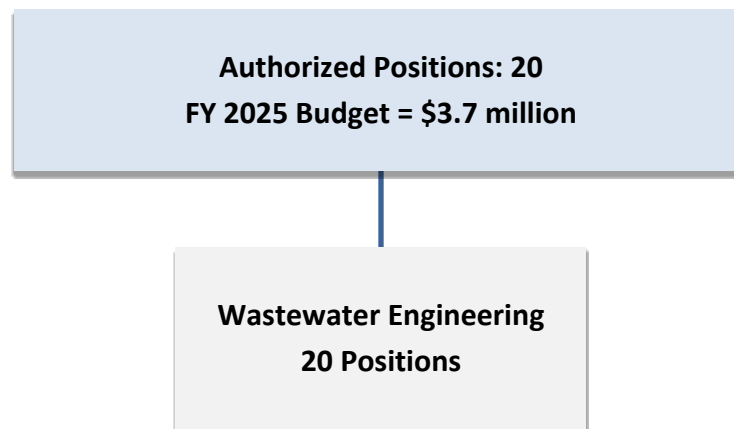 Authorized Positions: 20
FY 2025 Budget = $3.7 million
Wastewater Engineering
20 Positions